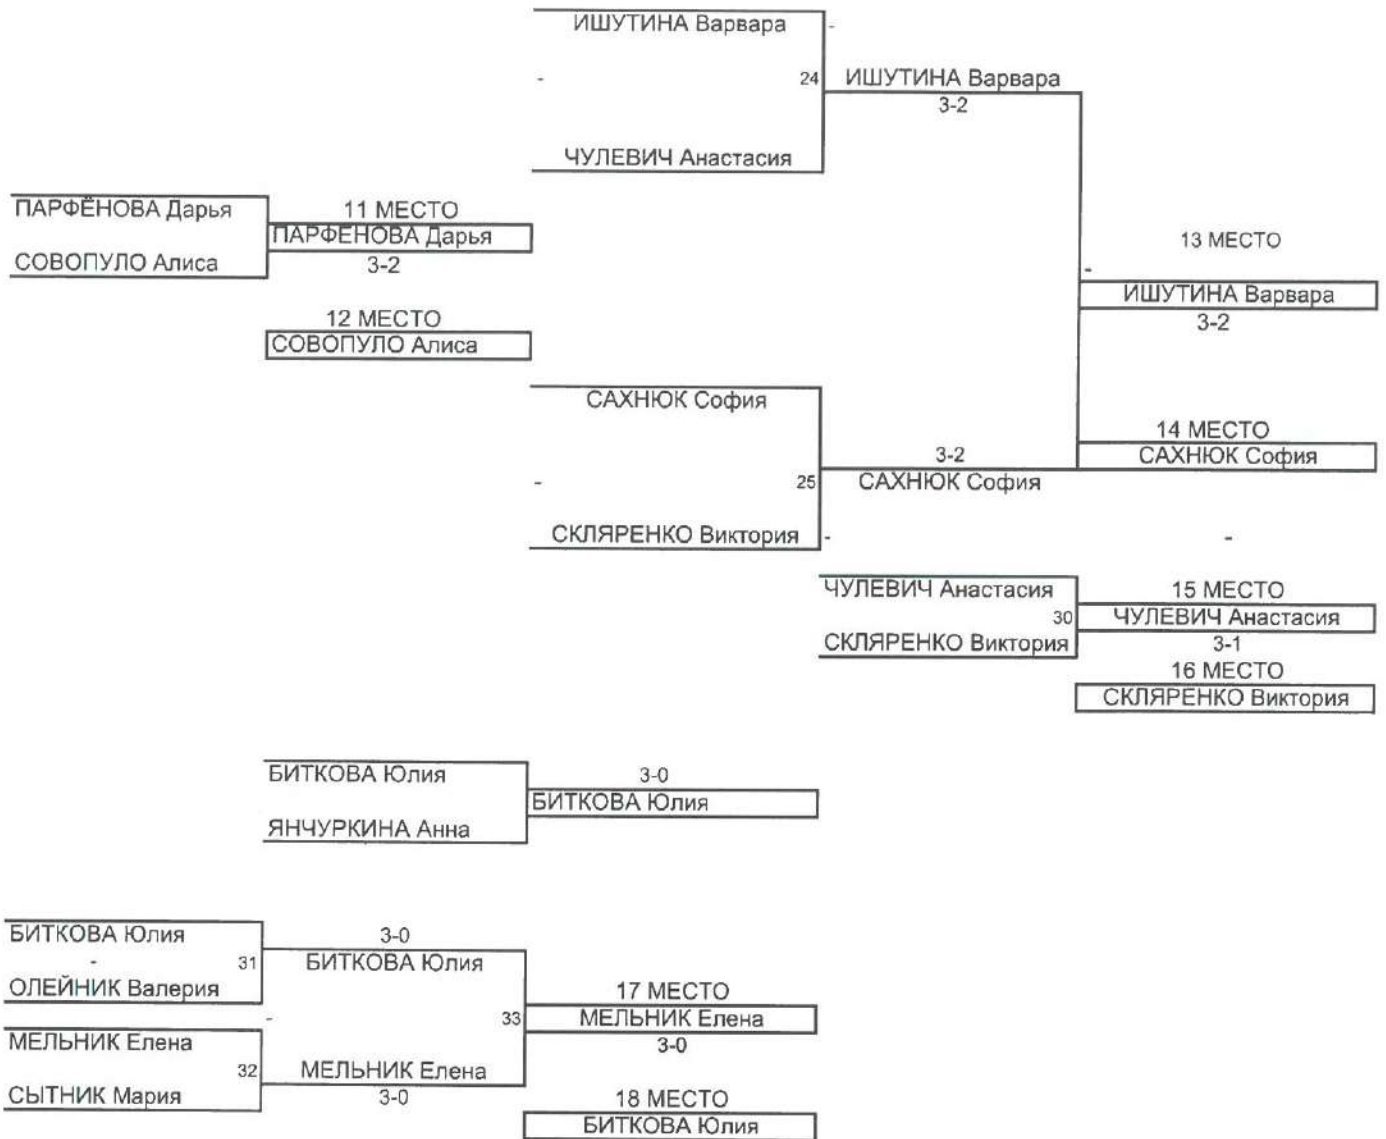 ИШУТИНА Варвара -
- 24 ИШУТИНА Варвара
3-2
ЧУЛЕВИЧ Анастасия
ПАРФЁНОВА Дарья 11 МЕСТО
ПАРФЁНОВА Дарья
СОВОПУЛО Алиса 3-2
12 МЕСТО
СОВОПУЛО Алиса
13 МЕСТО
-
ИШУТИНА Варвара
3-2
САХНЮК София
14 МЕСТО
3-2 САХНЮК София
- 25 САХНЮК София
СКЛЯРЕНКО Виктория - -
ЧУЛЕВИЧ Анастасия 15 МЕСТО
30 ЧУЛЕВИЧ Анастасия
СКЛЯРЕНКО Виктория 3-1
16 МЕСТО
СКЛЯРЕНКО Виктория
БИТКОВА Юлия 3-0
БИТКОВА Юлия
ЯНЧУРКИНА Анна
БИТКОВА Юлия 3-0
- 31 БИТКОВА Юлия
ОЛЕЙНИК Валерия 17 МЕСТО
- 33 МЕЛЬНИК Елена
МЕЛЬНИК Елена 3-0
32 МЕЛЬНИК Елена
СЫТНИК Мария 3-0 18 МЕСТО
БИТКОВА Юлия